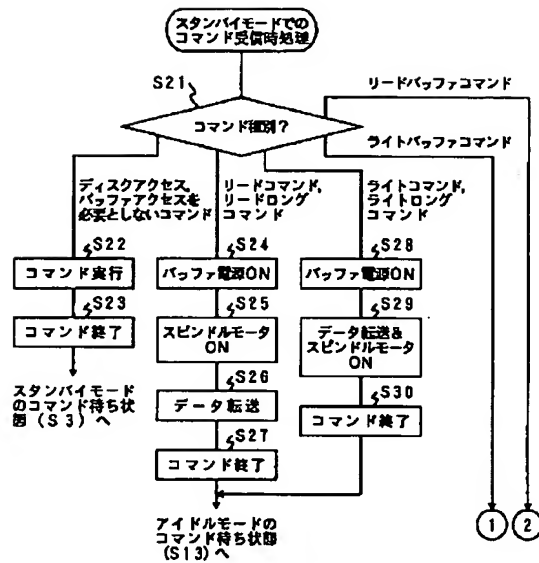 スタンバイモードでの
コマンド受信時処理
S21
コマンド種別?
リードバッファコマンド
ライトバッファコマンド
ディスクアクセス,
バッファアクセスを
必要としないコマンド
リードコマンド,
リードロング
コマンド
ライトコマンド,
ライトロング
コマンド
S22
コマンド実行
S23
コマンド終了
スタンバイモード
のコマンド待ち状
態(S3)へ
S24
バッファ電源ON
S25
スピンドルモータ
ON
S26
データ転送
S27
コマンド終了
S28
バッファ電源ON
S29
データ転送&
スピンドルモータ
ON
S30
コマンド終了
アイドルモードの
コマンド待ち状態
(S13)へ
1
2